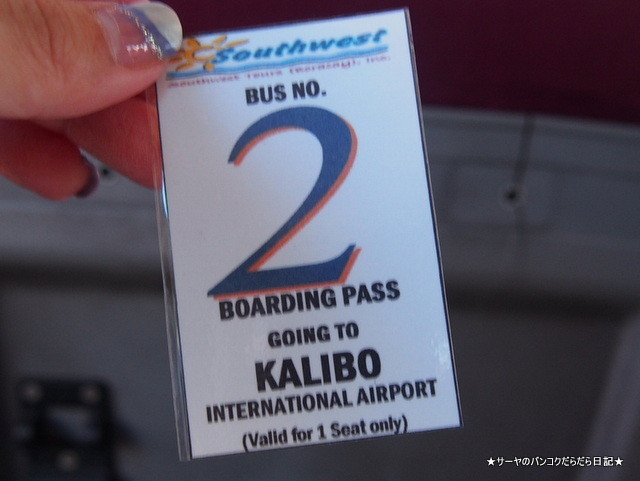 Southwest
Southwest Tours (Boracay), Inc.
BUS NO.
2
BOARDING PASS
GOING TO
KALIBO
INTERNATIONAL AIRPORT
(Valid for 1 Seat only)
★サーヤのバンコクだらだら日記★